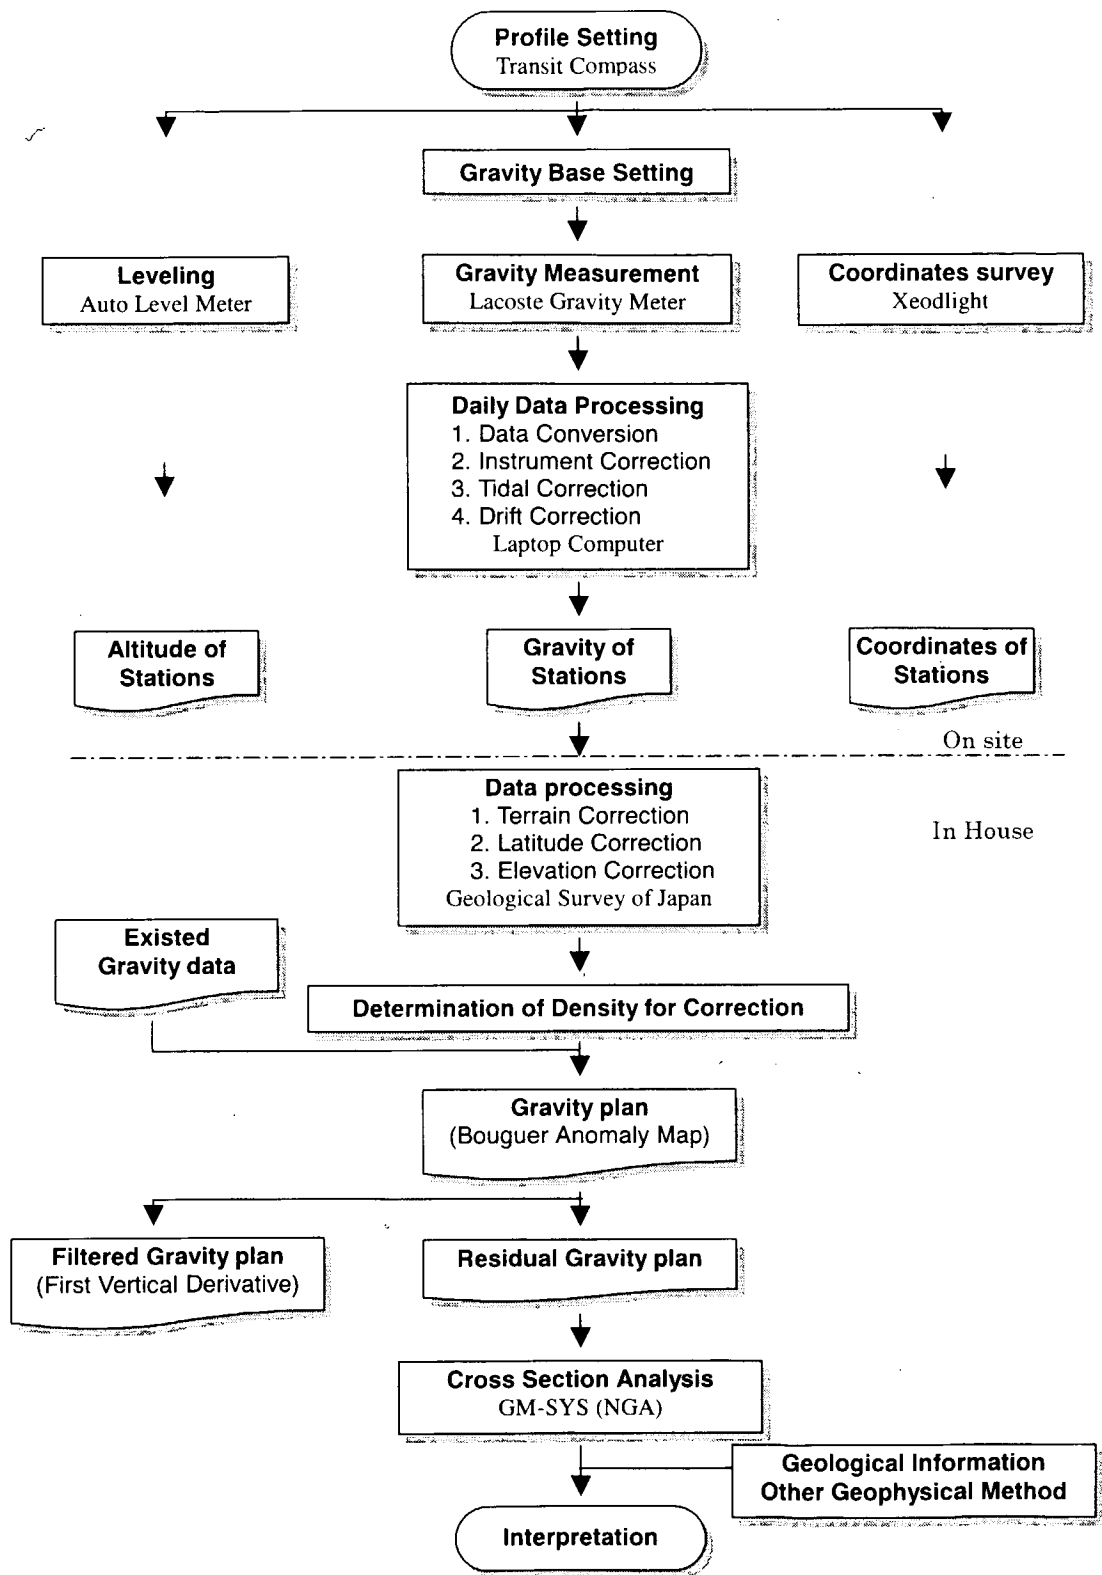 Profile Setting
Transit Compass
Gravity Base Setting
Leveling
Auto Level Meter
Gravity Measurement
Lacoste Gravity Meter
Coordinates survey
Xeodlight
Daily Data Processing
1. Data Conversion
2. Instrument Correction
3. Tidal Correction
4. Drift Correction
Laptop Computer
Altitude of
Stations
Gravity of
Stations
Coordinates of
Stations
On site
Data processing
1. Terrain Correction
2. Latitude Correction
3. Elevation Correction
Geological Survey of Japan
In House
Existed
Gravity data
Determination of Density for Correction
Gravity plan
(Bouguer Anomaly Map)
Filtered Gravity plan
(First Vertical Derivative)
Residual Gravity plan
Cross Section Analysis
GM-SYS (NGA)
Geological Information
Other Geophysical Method
Interpretation